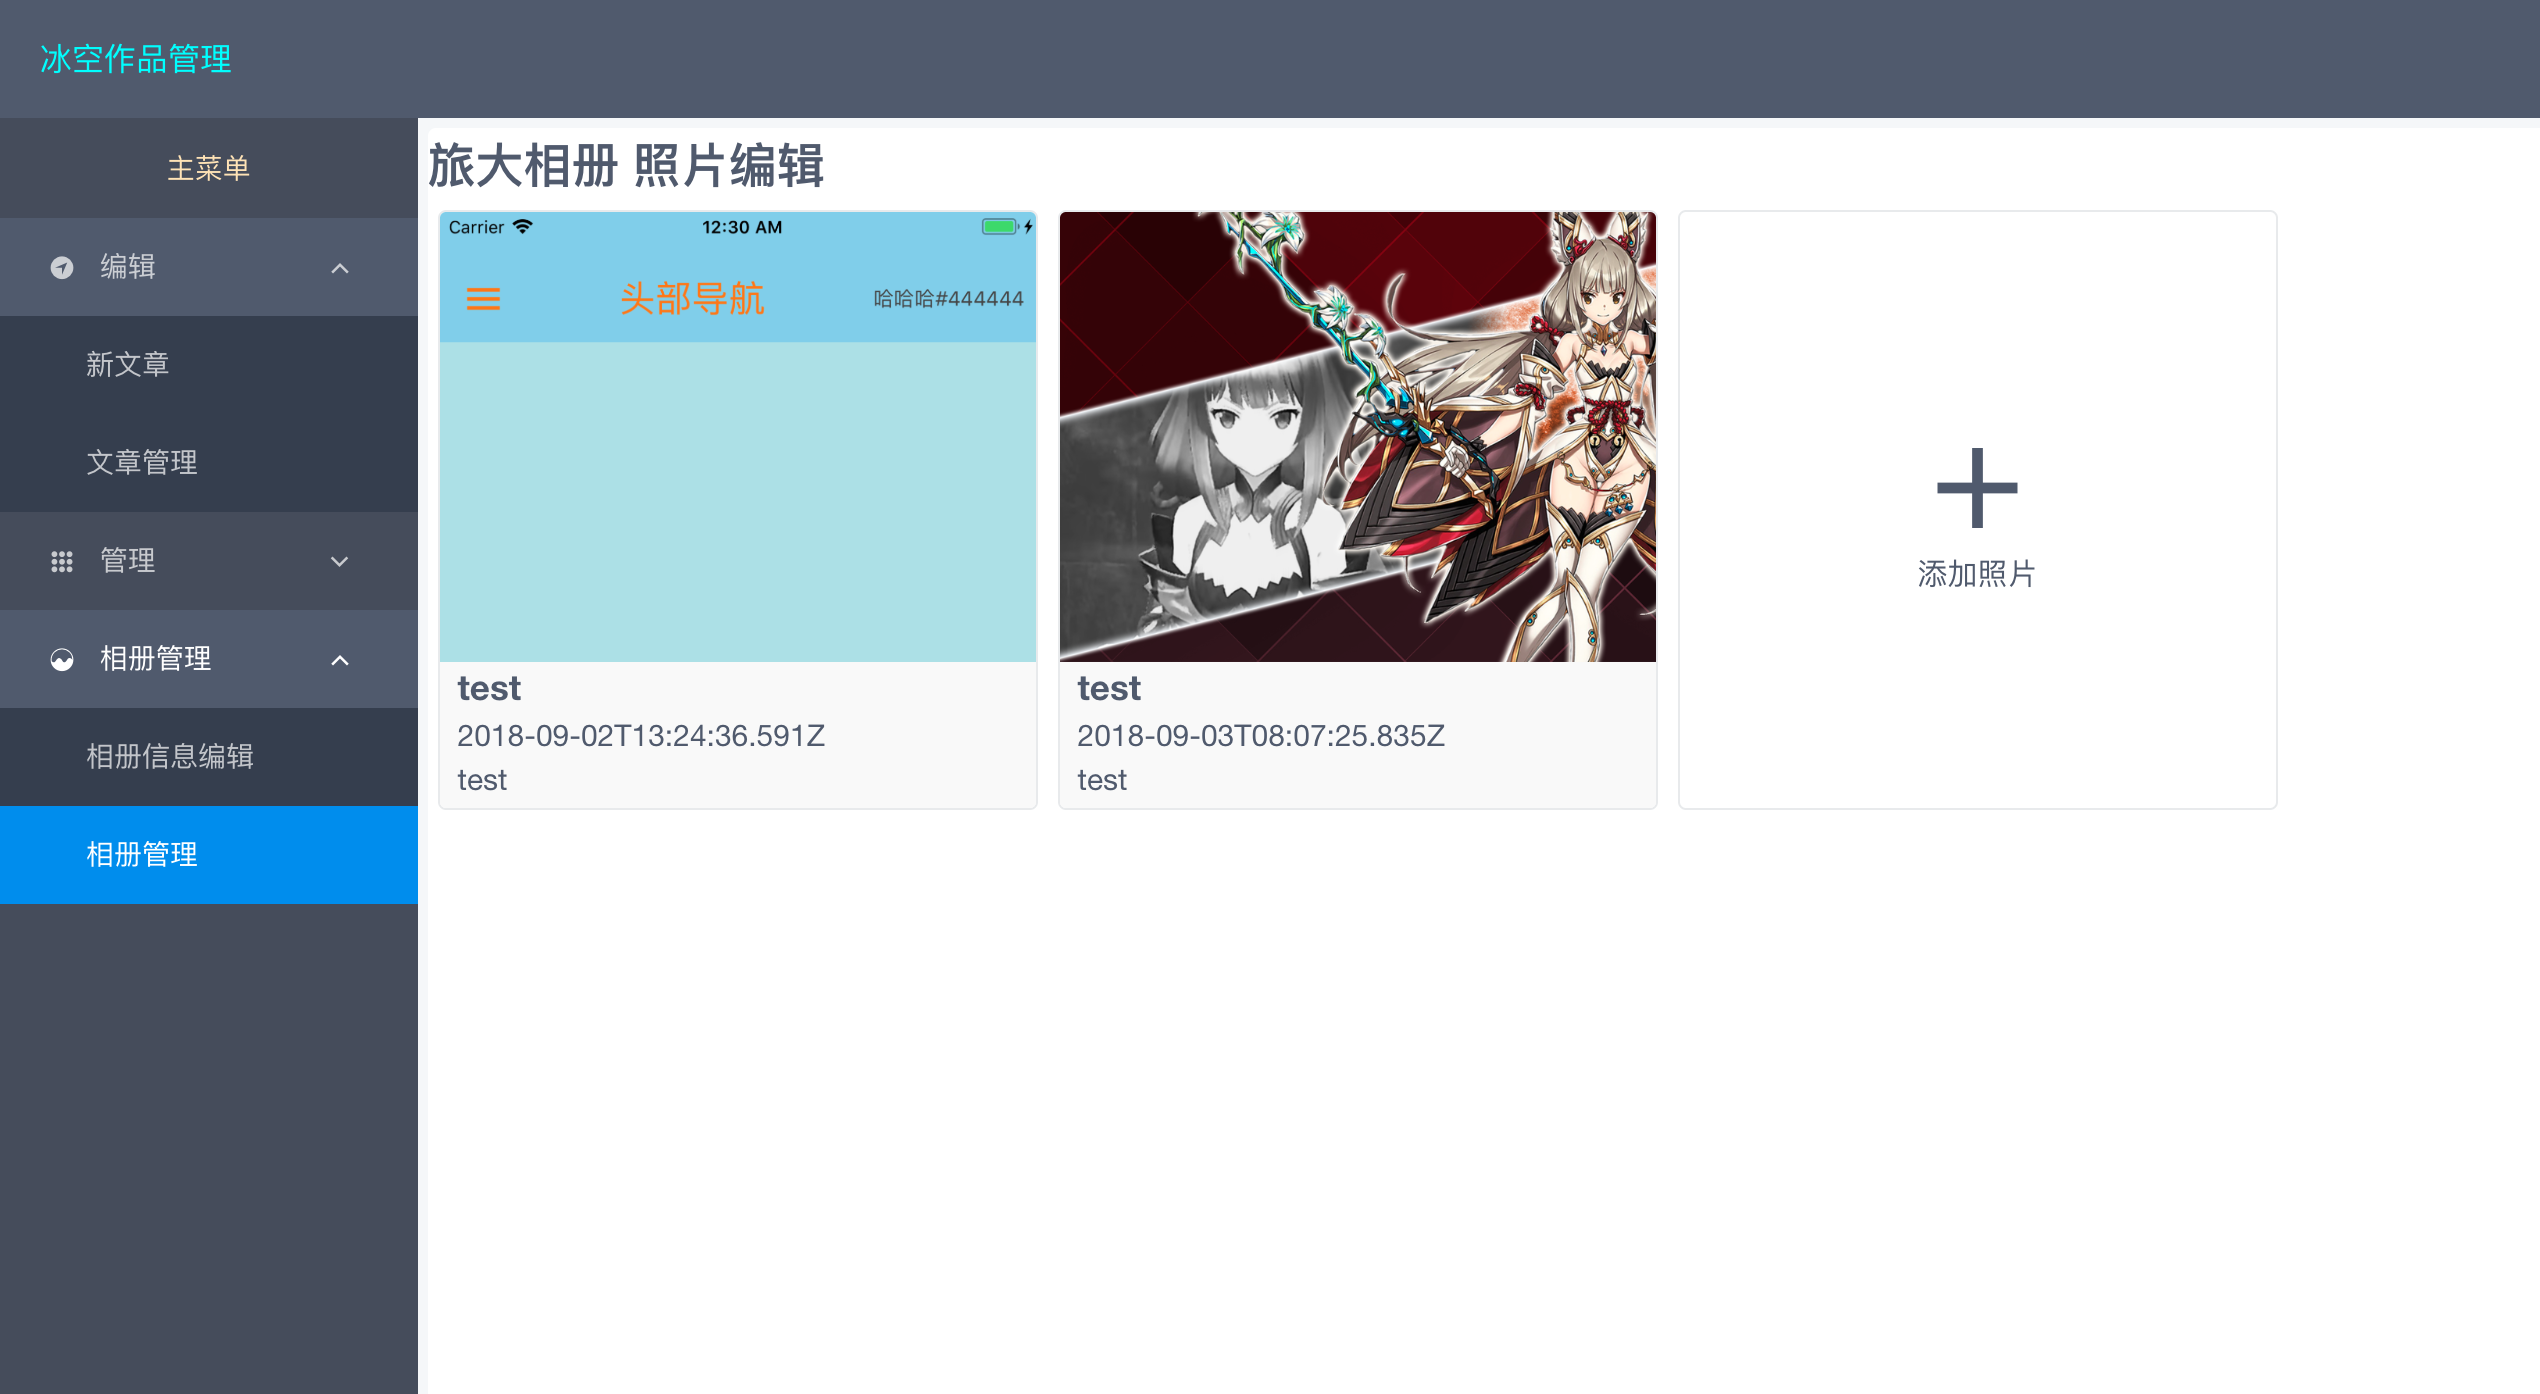 冰空作品管理
主菜单
编辑
新文章
文章管理
管理
相册管理
相册信息编辑
相册管理
旅大相册 照片编辑
Carrier 12:30 AM
头部导航 哈哈哈#444444
test
2018-09-02T13:24:36.591Z
test
test
2018-09-03T08:07:25.835Z
test
添加照片